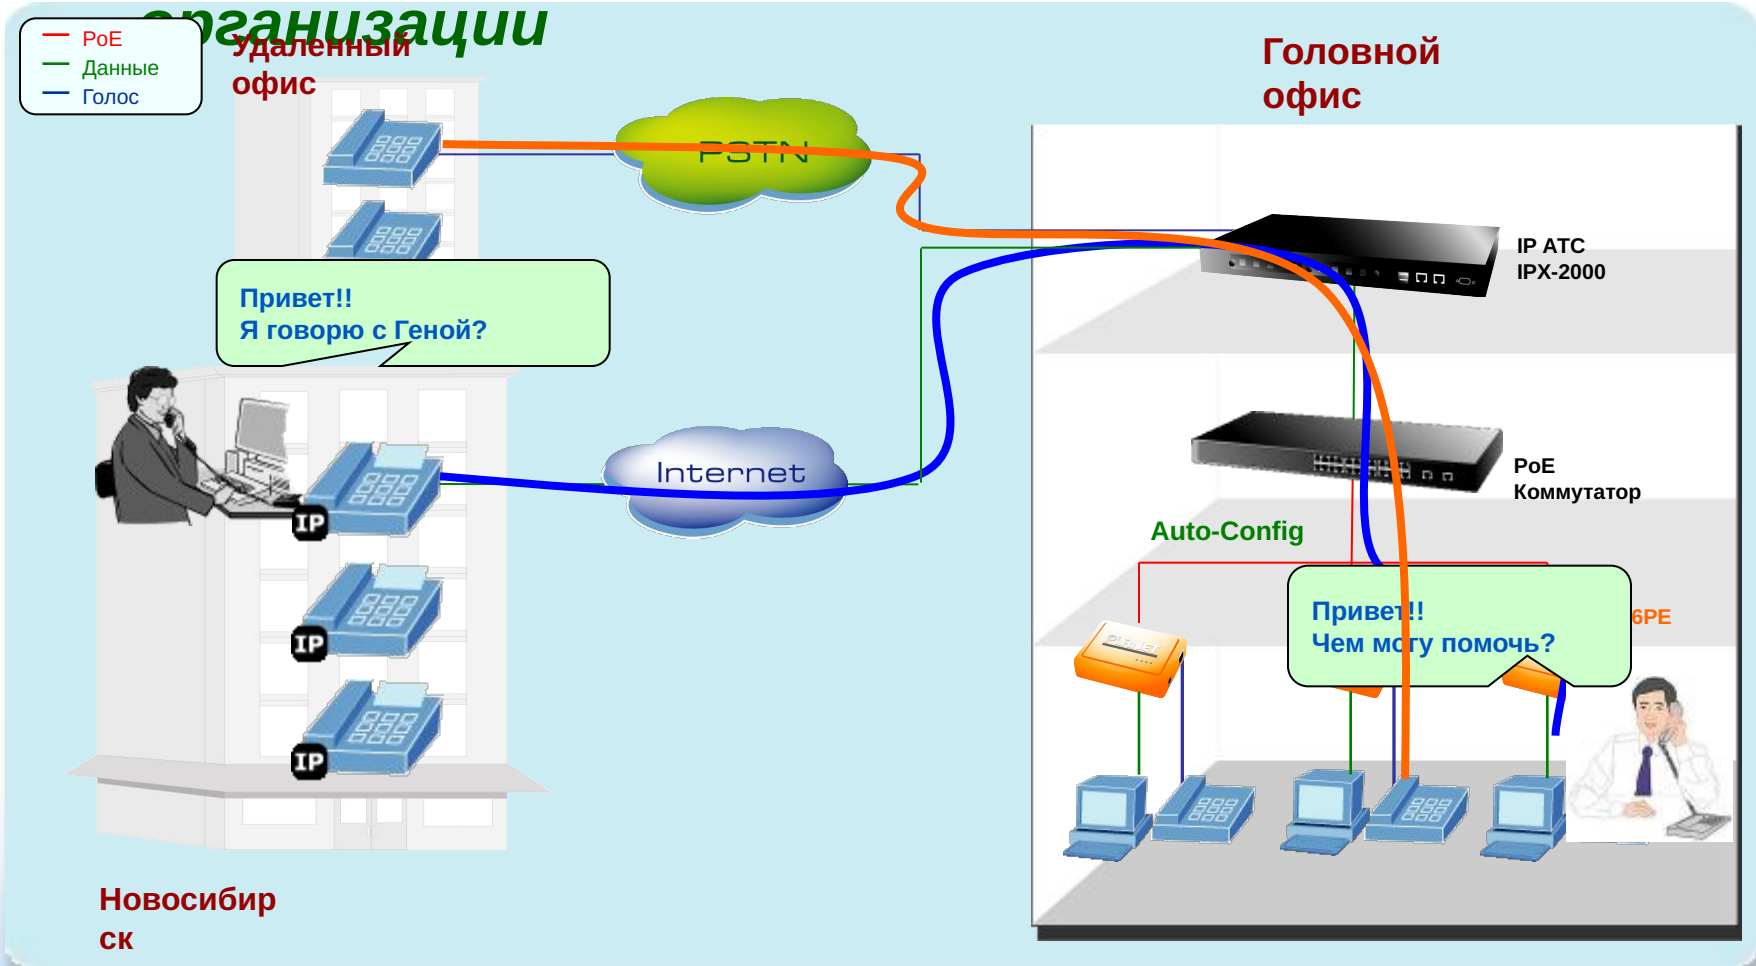 организации
PoE
Данные
Голос
Удаленный
офис
Головной
офис
PSTN
IP АТС
IPX-2000
Привет!!
Я говорю с Геной?
Internet
PoE
Коммутатор
Auto-Config
IP
Привет!!
Чем могу помочь?
6PE
PLANET
IP
IP
Новосибир
ск